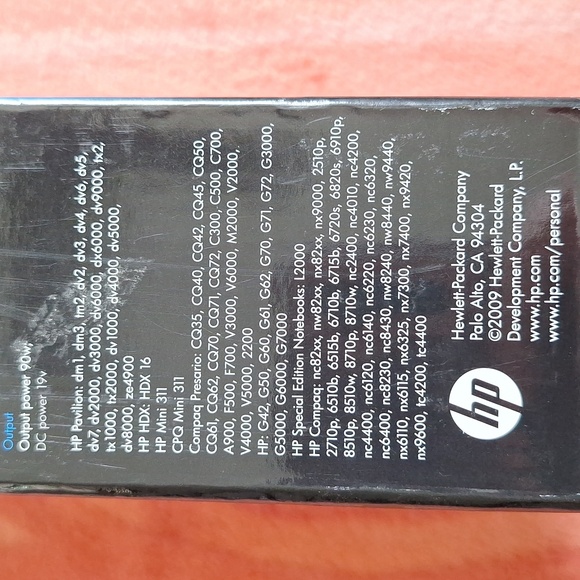 Output
Output power 90w,
DC power 19v
HP Pavilion: dm1, dm3, tm2, dv2, dv3, dv4, dv6, dv5,
dv7, dv2000, dv3000, dv6000, dx6000, dv9000, tx2,
tx1000, tx2000, dv1000, dv4000, dv5000,
dv8000, ze4900
HP HDX: HDX 16
HP Mini 311
CPQ Mini 311
Compaq Presario: CQ35, CQ40, CQ42, CQ45, CQ50,
CQ61, CQ62, CQ70, CQ71, CQ72, C300, C500, C700,
A900, F500, F700, V3000, V6000, M2000, V2000,
V4000, V5000, 2200
HP: G42, G50, G60, G61, G62, G70, G71, G72, G3000,
G5000, G6000, G7000
HP Special Edition Notebooks: L2000
HP Compaq: nc82xx, nw82xx, nx82xx, nx9000, 2510p,
2710p, 6510b, 6515b, 6710b, 6715b, 6720s, 6820s, 6910p,
8510p, 8510w, 8710p, 8710w, nc2400, nc4010, nc4200,
nc4400, nc6120, nc6140, nc6220, nc6230, nc6320,
nc6400, nc8230, nc8430, nw8240, nw8440, nw9440,
nx6110, nx6115, nx6325, nx7300, nx7400, nx9420,
nx9600, tc4200, tc4400
hp
Hewlett-Packard Company
Palo Alto, CA 94304
©2009 Hewlett-Packard
Development Company, L.P.
www.hp.com
www.hp.com/personal